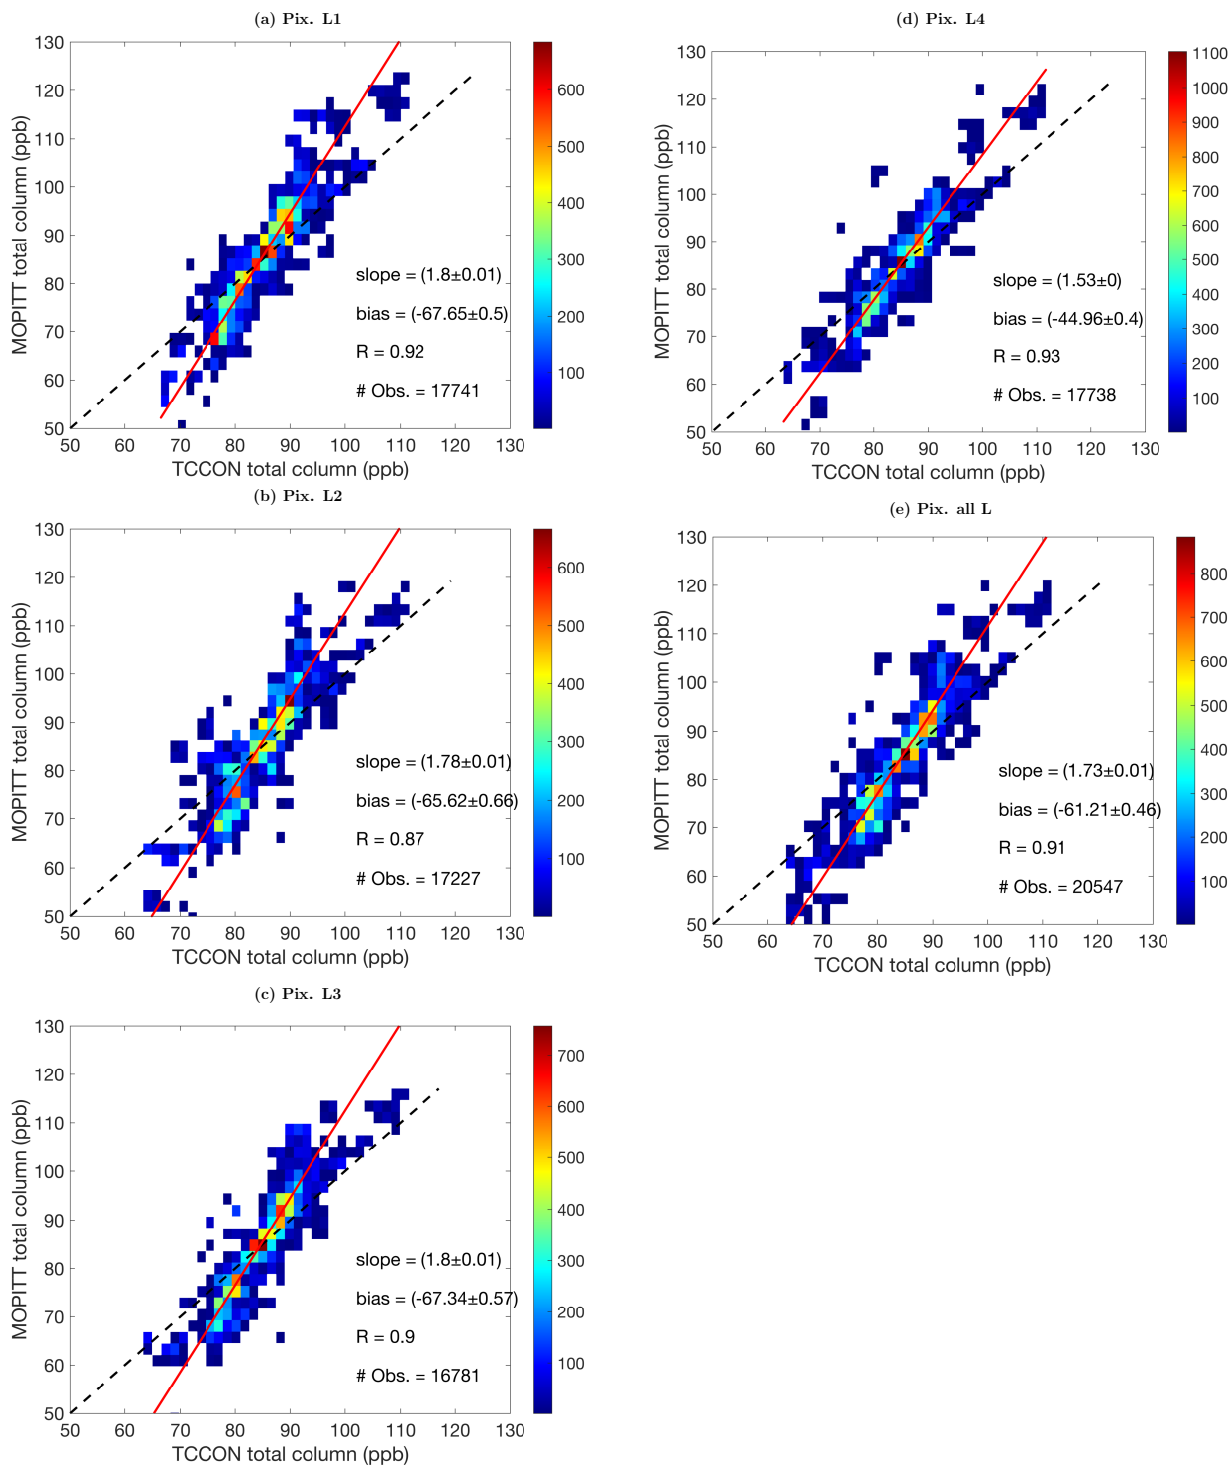 (a) Pix. L1
130
120
110
100
90
80
70
60
50
MOPITT total column (ppb)
slope = (1.8±0.01)
bias = (-67.65±0.5)
R = 0.92
# Obs. = 17741
50 60 70 80 90 100 110 120 130
TCCON total column (ppb)
600
500
400
300
200
100
(b) Pix. L2
130
120
110
100
90
80
70
60
50
MOPITT total column (ppb)
slope = (1.78±0.01)
bias = (-65.62±0.66)
R = 0.87
# Obs. = 17227
50 60 70 80 90 100 110 120 130
TCCON total column (ppb)
600
500
400
300
200
100
(c) Pix. L3
130
120
110
100
90
80
70
60
50
MOPITT total column (ppb)
slope = (1.8±0.01)
bias = (-67.34±0.57)
R = 0.9
# Obs. = 16781
50 60 70 80 90 100 110 120 130
TCCON total column (ppb)
700
600
500
400
300
200
100
(d) Pix. L4
130
120
110
100
90
80
70
60
50
MOPITT total column (ppb)
slope = (1.53±0)
bias = (-44.96±0.4)
R = 0.93
# Obs. = 17738
50 60 70 80 90 100 110 120 130
TCCON total column (ppb)
1100
1000
900
800
700
600
500
400
300
200
100
(e) Pix. all L
130
120
110
100
90
80
70
60
50
MOPITT total column (ppb)
slope = (1.73±0.01)
bias = (-61.21±0.46)
R = 0.91
# Obs. = 20547
50 60 70 80 90 100 110 120 130
TCCON total column (ppb)
800
700
600
500
400
300
200
100